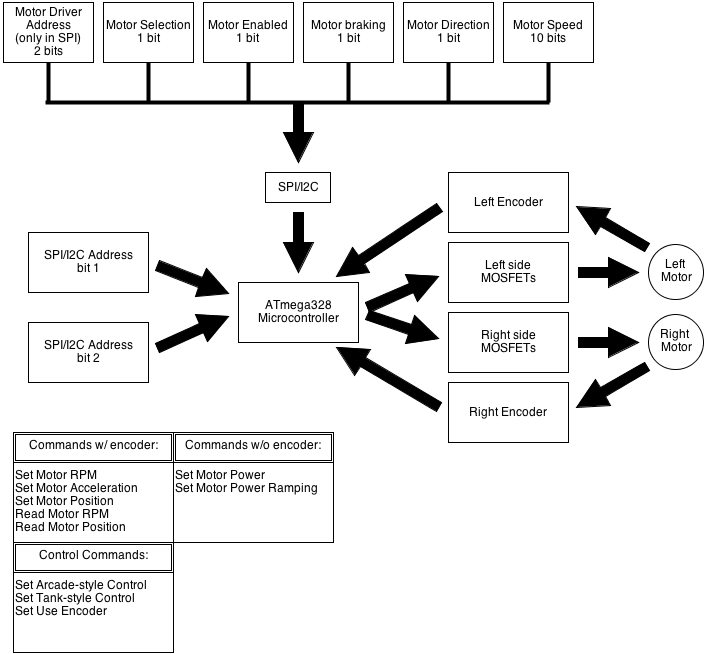 Motor Driver
Address
(only in SPI)
2 bits
Motor Selection
1 bit
Motor Enabled
1 bit
Motor braking
1 bit
Motor Direction
1 bit
Motor Speed
10 bits
SPI/I2C
Left Encoder
SPI/I2C Address
bit 1
Left side
MOSFETs
Left
Motor
ATmega328
Microcontroller
SPI/I2C Address
bit 2
Right side
MOSFETs
Right
Motor
Right Encoder
Commands w/ encoder:
Set Motor RPM
Set Motor Acceleration
Set Motor Position
Read Motor RPM
Read Motor Position
Commands w/o encoder:
Set Motor Power
Set Motor Power Ramping
Control Commands:
Set Arcade-style Control
Set Tank-style Control
Set Use Encoder